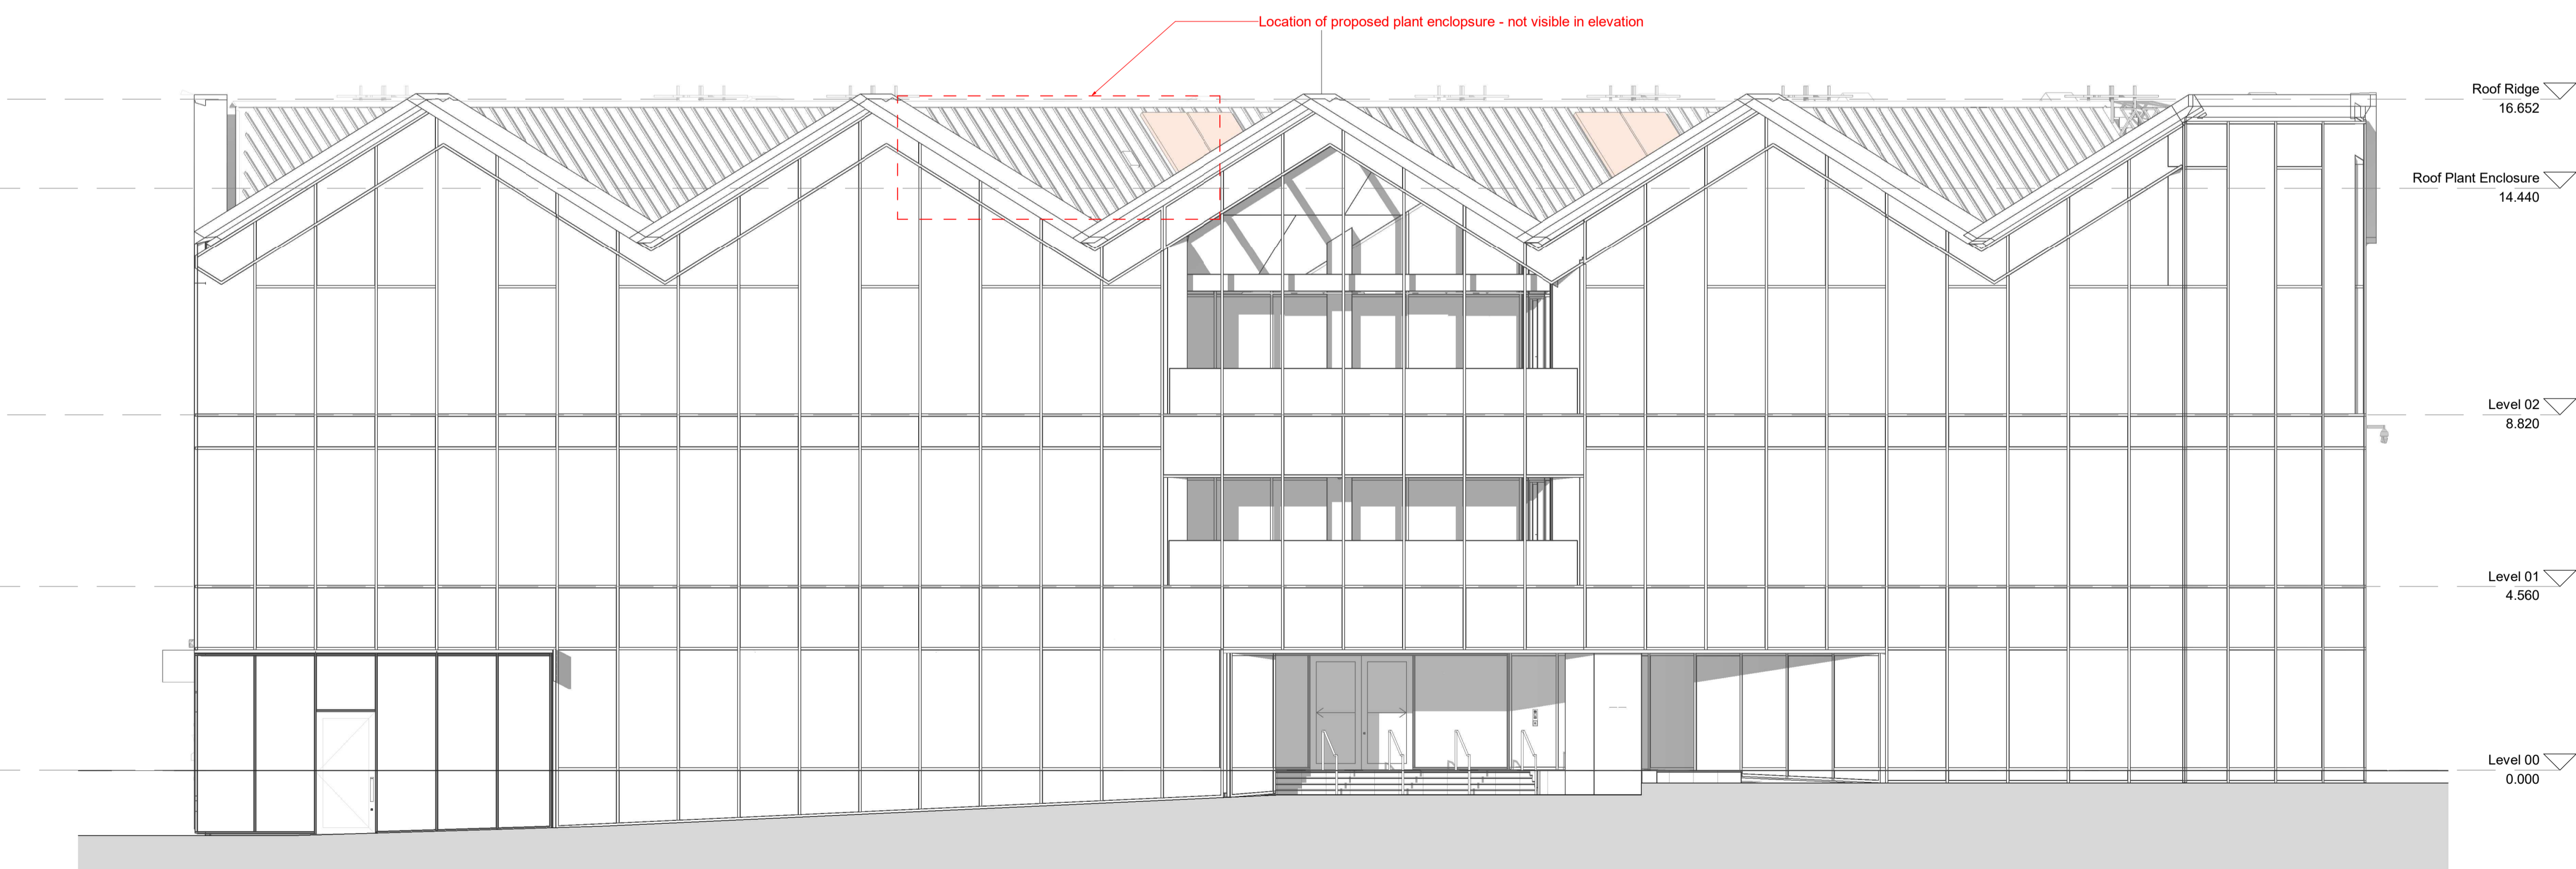 Location of proposed plant enclopsure - not visible in elevation
Roof Ridge
16.652
Roof Plant Enclosure
14.440
Level 02
8.820
Level 01
4.560
Level 00
0.000